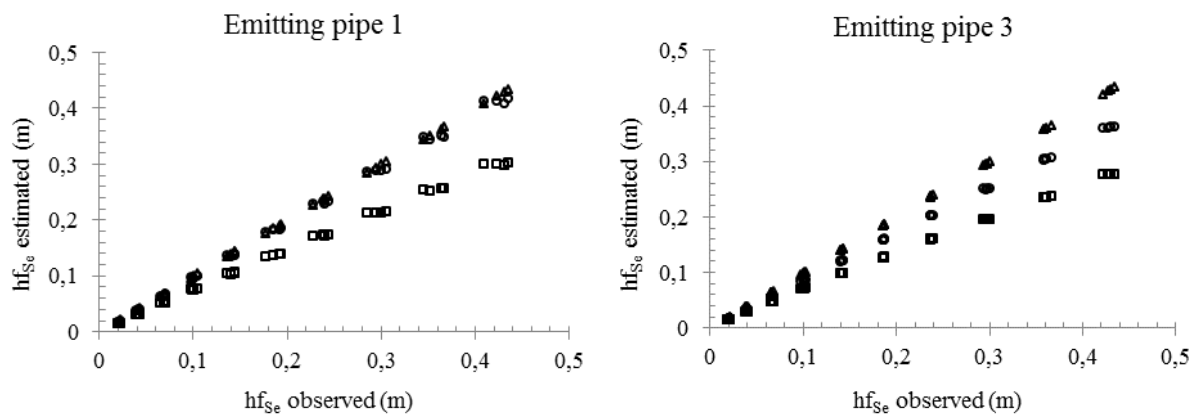 Emitting pipe 1
0,5
0,4
0,3
0,2
0,1
0
hfSe estimated (m)
0 0,1 0,2 0,3 0,4 0,5
hfSe observed (m)
Emitting pipe 3
0,5
0,4
0,3
0,2
0,1
0
hfSe estimated (m)
0 0,1 0,2 0,3 0,4 0,5
hfSe observed (m)